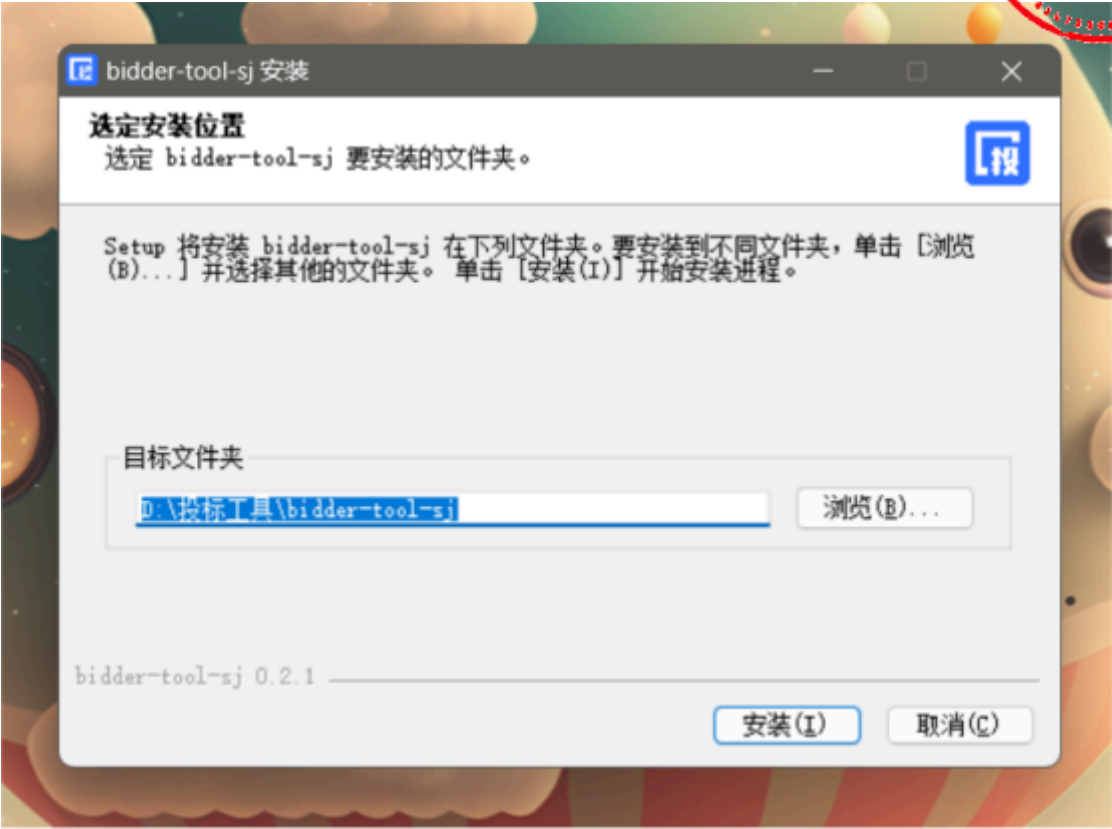 bidder-tool-sj 安装
选定安装位置
选定 bidder-tool-sj 要安装的文件夹。
投
Setup 将安装 bidder-tool-sj 在下列文件夹。要安装到不同文件夹，单击 [浏览
(B)...] 并选择其他的文件夹。 单击 [安装(I)] 开始安装进程。
目标文件夹
D:\投标工具\bidder-tool-sj
浏览(B)...
bidder-tool-sj 0.2.1
安装(I)
取消(C)